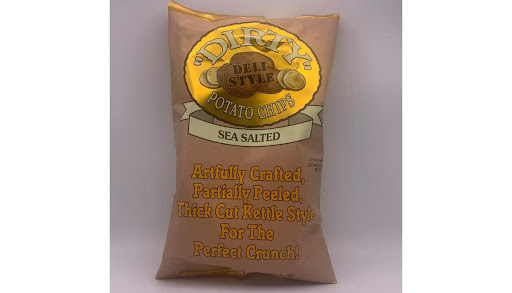 "DIRTY"
DELI-
STYLE
POTATO CHIPS
SEA SALTED
Artfully Crafted,
Partially Peeled,
Thick Cut Kettle Style
For The
Perfect Crunch!